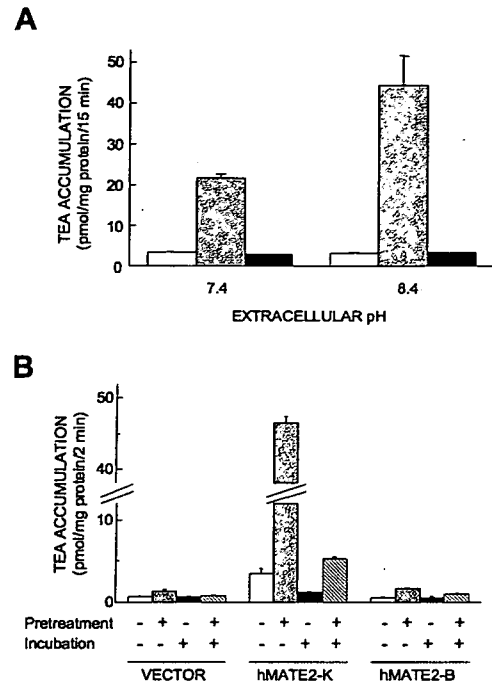 A
TEA ACCUMULATION
(pmol/mg protein/15 min)
50
40
30
20
10
0
7.4 8.4
EXTRACELLULAR pH
B
TEA ACCUMULATION
(pmol/mg protein/2 min)
50
40
10
0
Pretreatment - + - + - + - + - + - +
Incubation - - + + - - + + - - + +
VECTOR hMATE2-K hMATE2-B